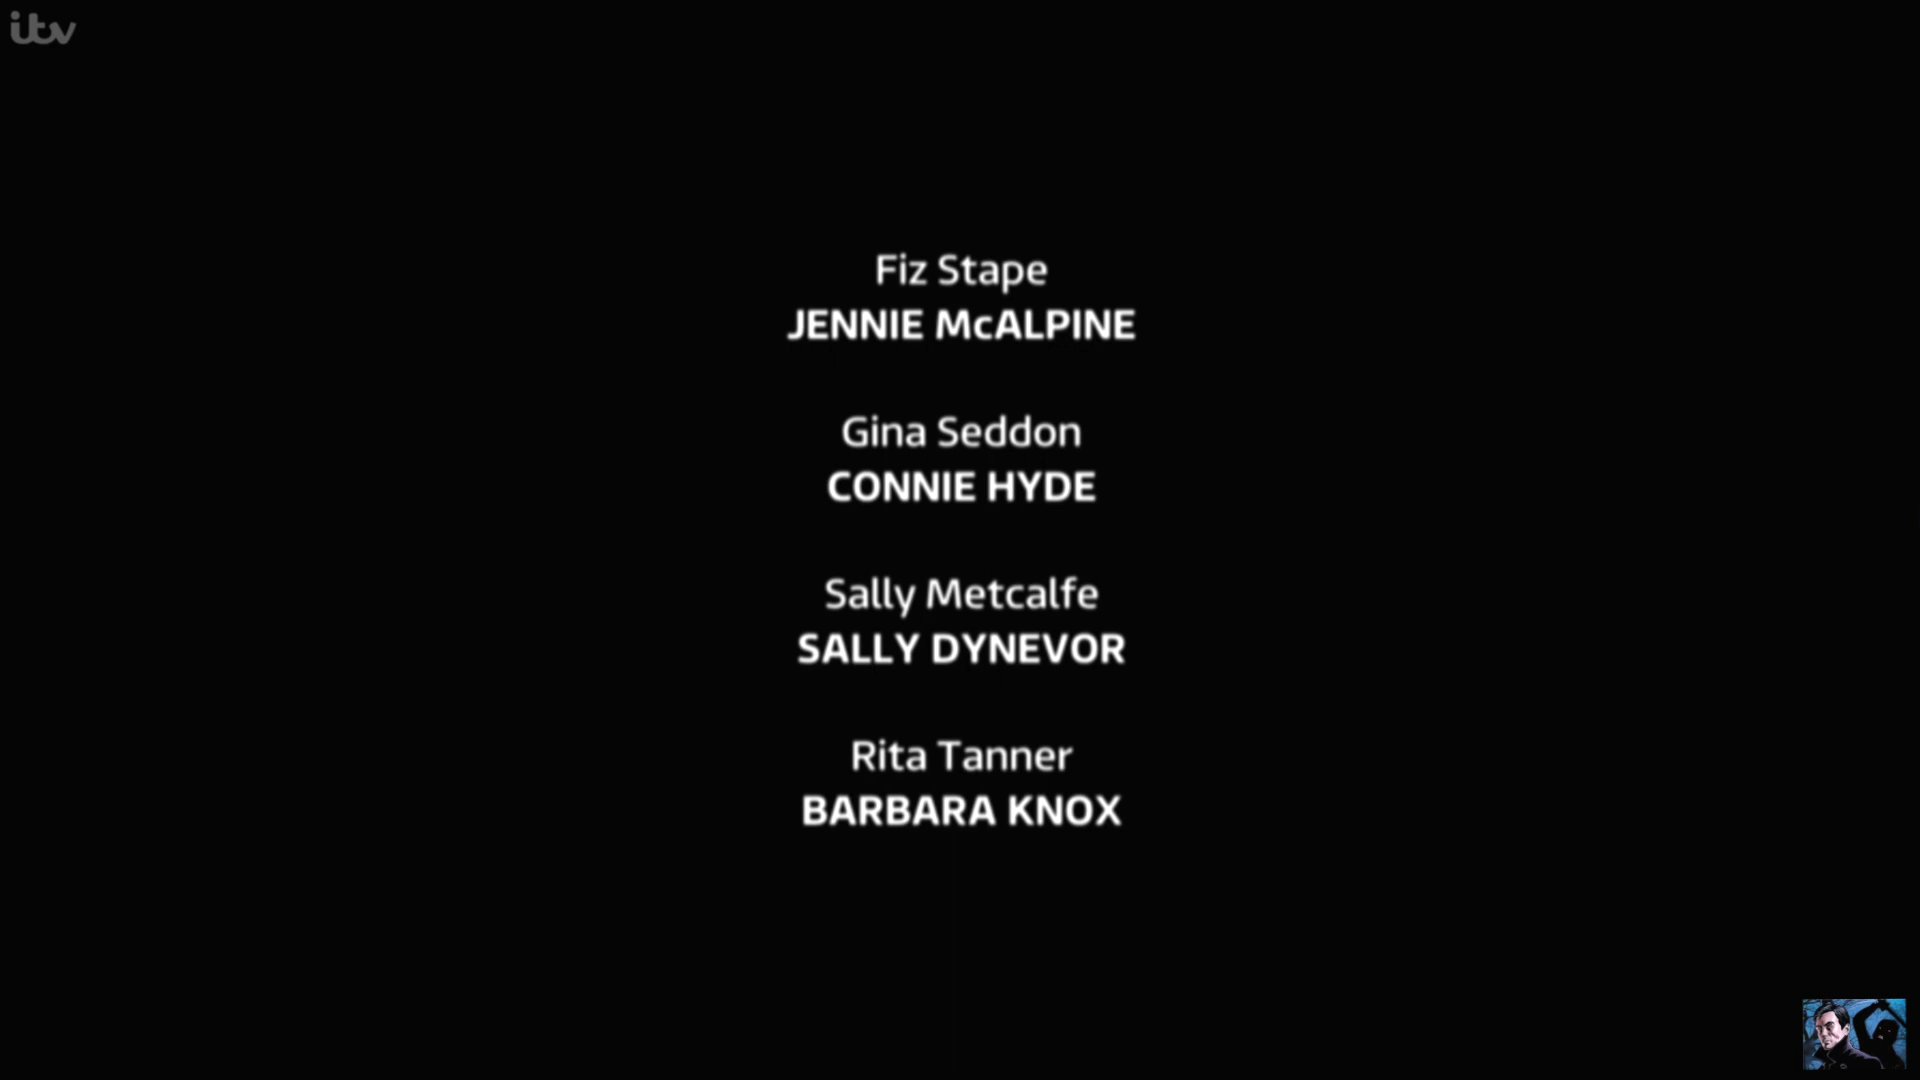 itv
Fiz Stape
JENNIE McALPINE
Gina Seddon
CONNIE HYDE
Sally Metcalfe
SALLY DYNEVOR
Rita Tanner
BARBARA KNOX